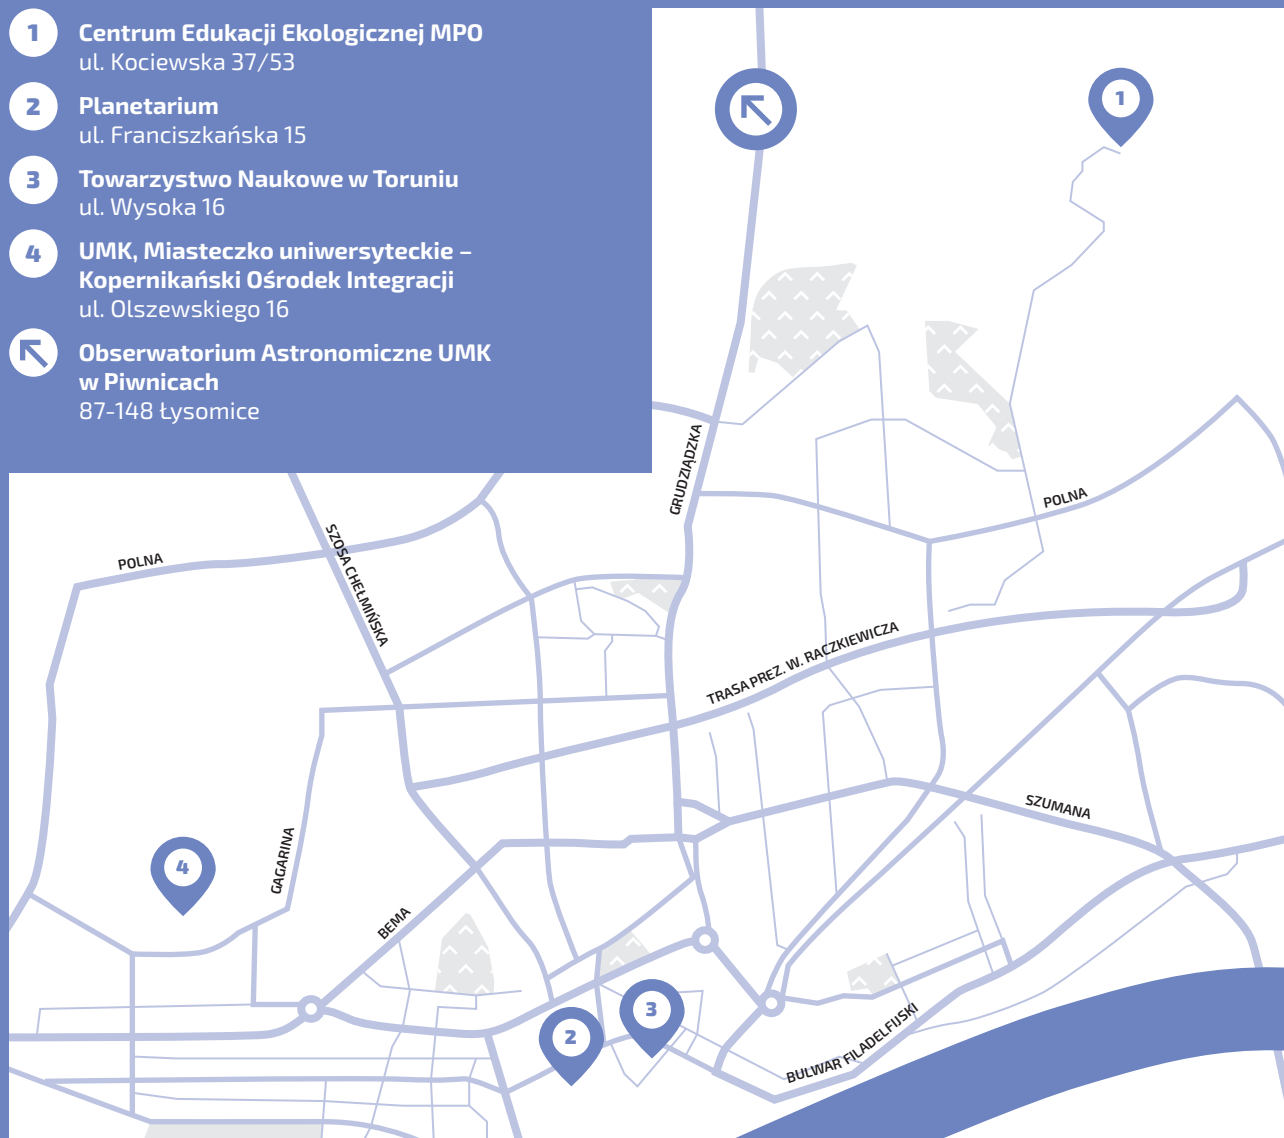 1 Centrum Edukacji Ekologicznej MPO
ul. Kociewska 37/53
2 Planetarium
ul. Franciszkańska 15
3 Towarzystwo Naukowe w Toruniu
ul. Wysoka 16
4 UMK, Miasteczko uniwersyteckie –
Kopernikański Ośrodek Integracji
ul. Olszewskiego 16
Obserwatorium Astronomiczne UMK
w Piwnicach
87-148 Łysomice
1
GRUDZIĄDZKA
POLNA
POLNA
SZOSA CHEŁMIŃSKA
TRASA PREZ. W. RACZKIEWICZA
SZUMANA
GAGARINA
4
BEMA
3
2
BULWAR FILADELFIJSKI